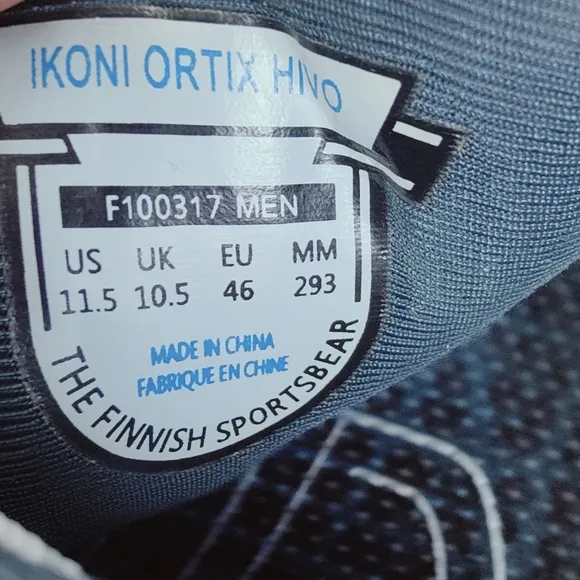 IKONI ORTIX HIVO
F100317 MEN
US UK EU MM
11.5 10.5 46 293
MADE IN CHINA
FABRIQUE EN CHINE
THE FINNISH SPORTSBEAR